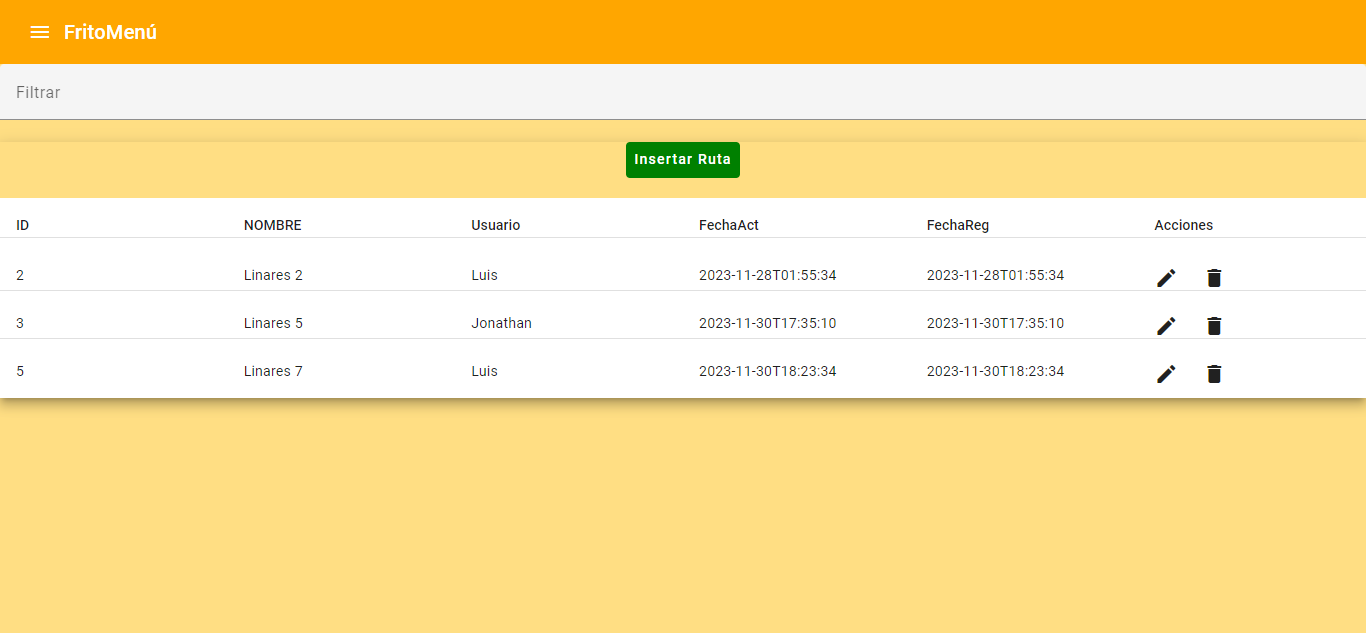 FritoMenú
Filtrar
Insertar Ruta
ID NOMBRE Usuario FechaAct FechaReg Acciones
2 Linares 2 Luis 2023-11-28T01:55:34 2023-11-28T01:55:34
3 Linares 5 Jonathan 2023-11-30T17:35:10 2023-11-30T17:35:10
5 Linares 7 Luis 2023-11-30T18:23:34 2023-11-30T18:23:34